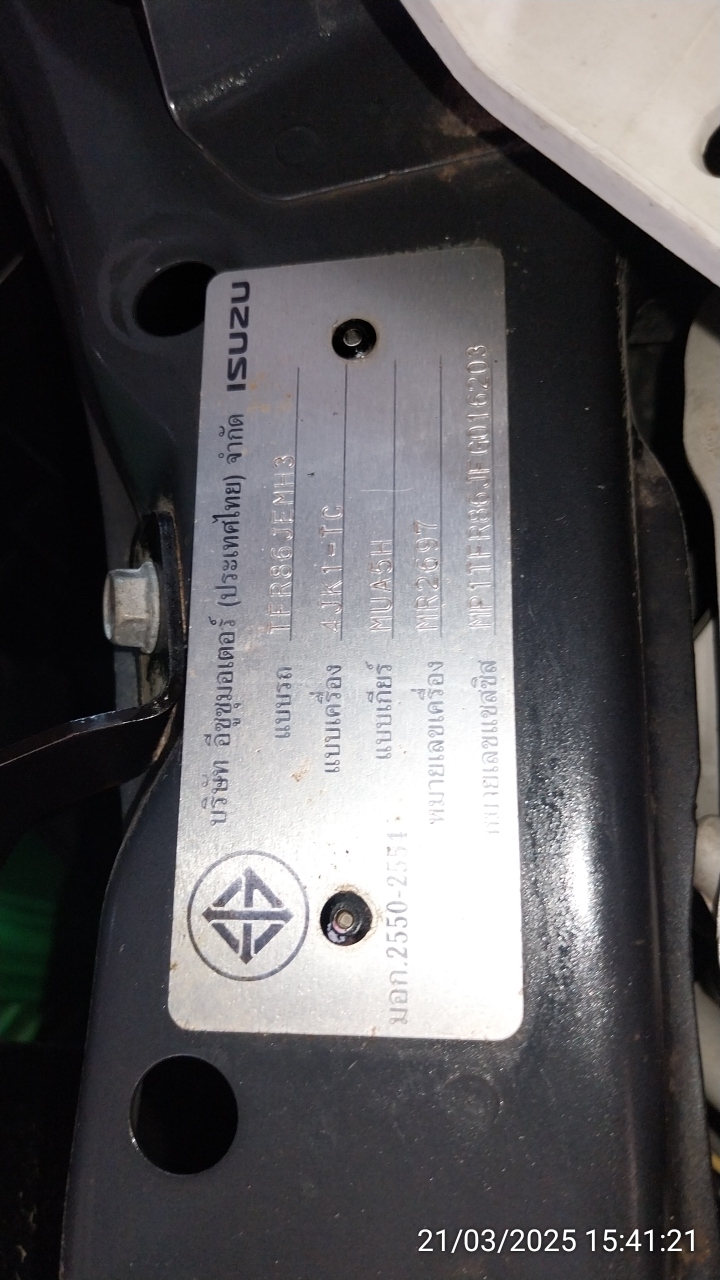 บริษัท อีซูซุมอเตอร์ (ประเทศไทย) จำกัด ISUZU
แบบรถ TFR86JEMH3
แบบเครื่อง 4JK1-TC
แบบเกียร์ MUA5H
หมายเลขเครื่อง MR2697
หมายเลขแชสซิส MP1TFR86JFG016203
มอก.2550-2554
21/03/2025 15:41:21